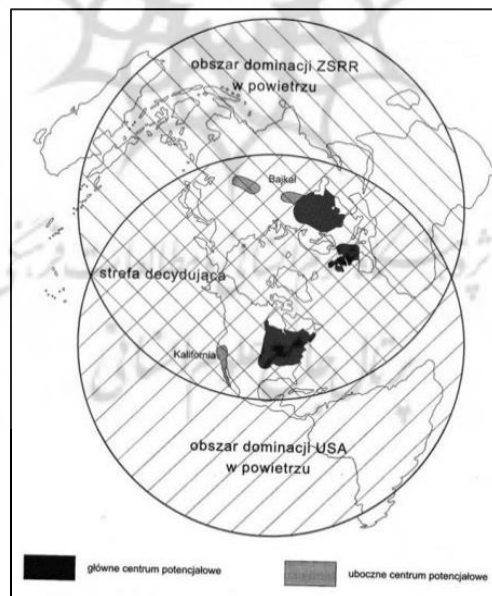 obszar dominacji ZSRR
w powietrzu
Bajkał
strefa decydująca
Kalifornia
obszar dominacji USA
w powietrzu
główne centrum potencjałowe
uboczne centrum potencjałowe